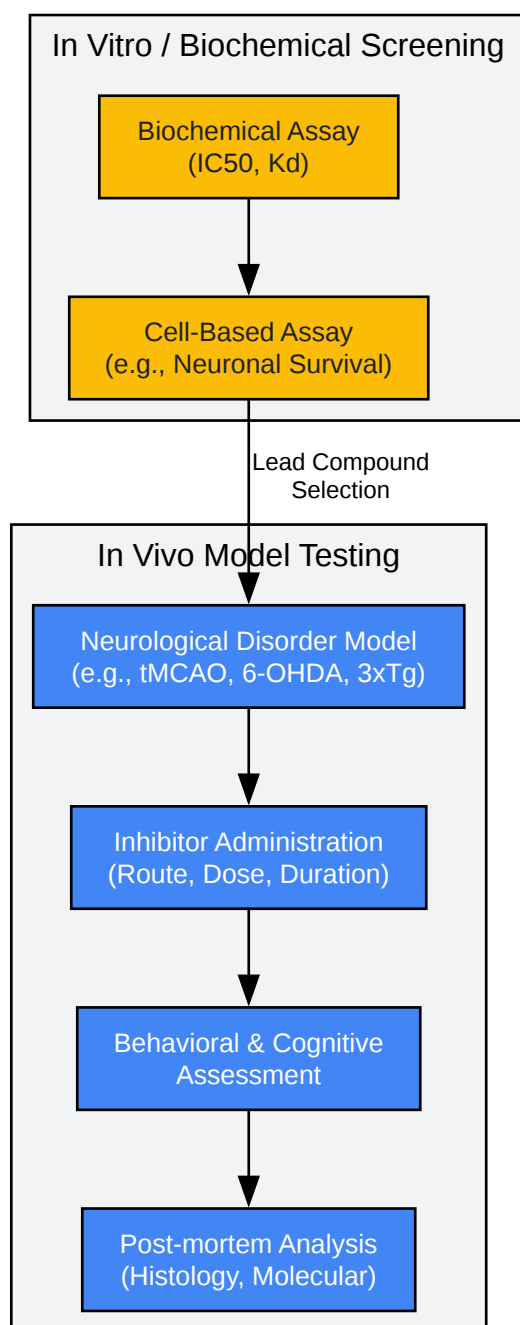 In Vitro / Biochemical Screening
Biochemical Assay
(IC50, Kd)
Cell-Based Assay
(e.g., Neuronal Survival)
Lead Compound
Selection
In Vivo Model Testing
Neurological Disorder Model
(e.g., tMCAO, 6-OHDA, 3xTg)
Inhibitor Administration
(Route, Dose, Duration)
Behavioral & Cognitive
Assessment
Post-mortem Analysis
(Histology, Molecular)